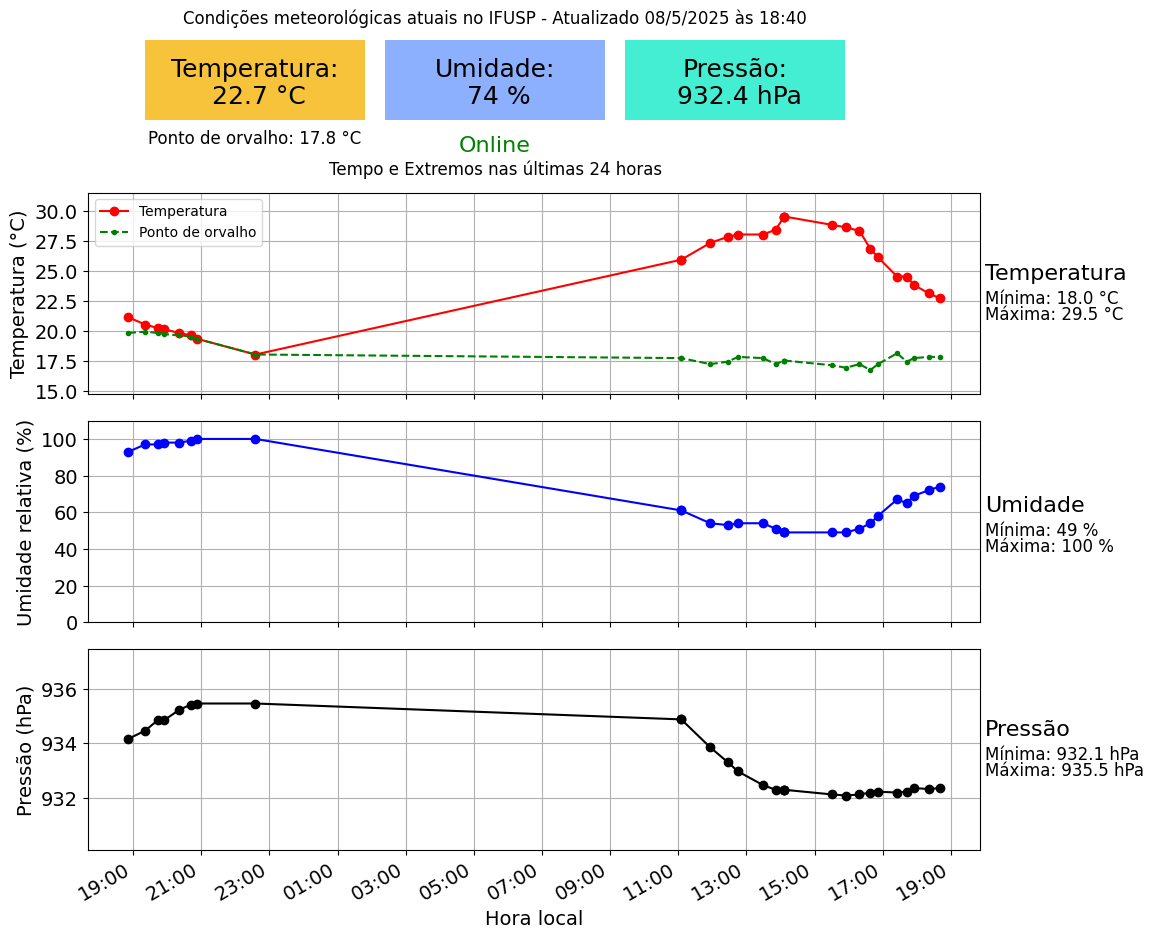 Condições meteorológicas atuais no IFUSP - Atualizado 08/5/2025 às 18:40
Temperatura:
22.7 °C
Umidade:
74 %
Pressão:
932.4 hPa
Ponto de orvalho: 17.8 °C
Online
Tempo e Extremos nas últimas 24 horas
Temperatura (°C)
30.0
27.5
25.0
22.5
20.0
17.5
15.0
Temperatura
Ponto de orvalho
Temperatura
Mínima: 18.0 °C
Máxima: 29.5 °C
Umidade relativa (%)
100
80
60
40
20
0
Umidade
Mínima: 49 %
Máxima: 100 %
Pressão (hPa)
936
934
932
Pressão
Mínima: 932.1 hPa
Máxima: 935.5 hPa
19:00 21:00 23:00 01:00 03:00 05:00 07:00 09:00 11:00 13:00 15:00 17:00 19:00
Hora local